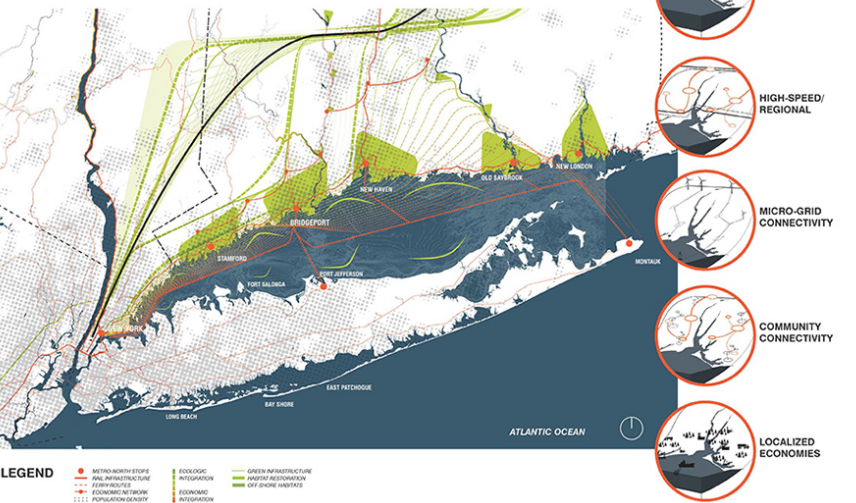 HIGH-SPEED/
REGIONAL
NEW HAVEN
OLD SAYBROOK
NEW LONDON
BRIDGEPORT
MICRO-GRID
CONNECTIVITY
STAMFORD
MONTAUK
PORT JEFFERSON
FORT SALONGA
NEW YORK
COMMUNITY
CONNECTIVITY
EAST PATCHOGUE
BAY SHORE
LONG BEACH
ATLANTIC OCEAN
LOCALIZED
ECONOMIES
LEGEND
METRO-NORTH STOPS
RAIL INFRASTRUCTURE
FERRY ROUTES
ECONOMIC NETWORK
POPULATION DENSITY
ECOLOGIC
INTEGRATION
ECONOMIC
INTEGRATION
GREEN INFRASTRUCTURE
HABITAT RESTORATION
OFF-SHORE HABITATS